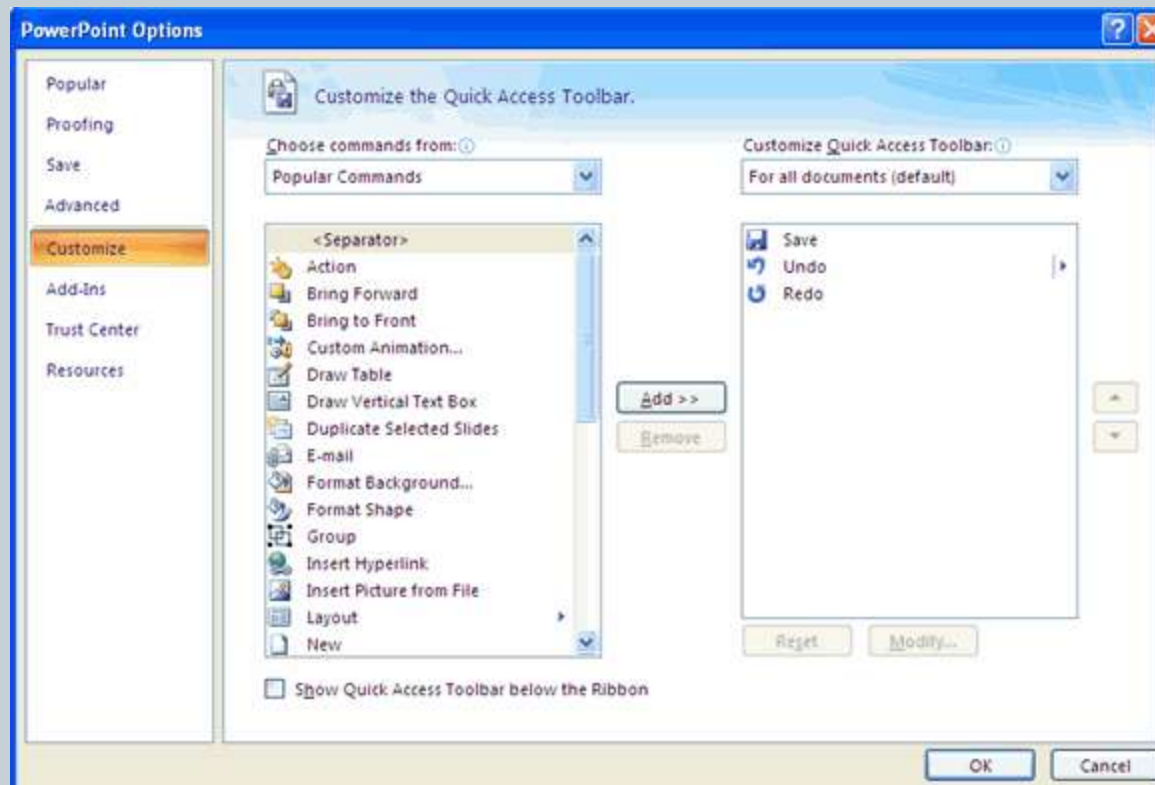 PowerPoint Options
?
Popular
Proofing
Save
Advanced
Customize
Add-Ins
Trust Center
Resources
Customize the Quick Access Toolbar.
Choose commands from:
Popular Commands
<Separator>
Action
Bring Forward
Bring to Front
Custom Animation...
Draw Table
Draw Vertical Text Box
Duplicate Selected Slides
E-mail
Format Background...
Format Shape
Group
Insert Hyperlink
Insert Picture from File
Layout
New
Show Quick Access Toolbar below the Ribbon
Add >>
Remove
Customize Quick Access Toolbar:
For all documents (default)
Save
Undo
Redo
Reset
Modify...
OK
Cancel